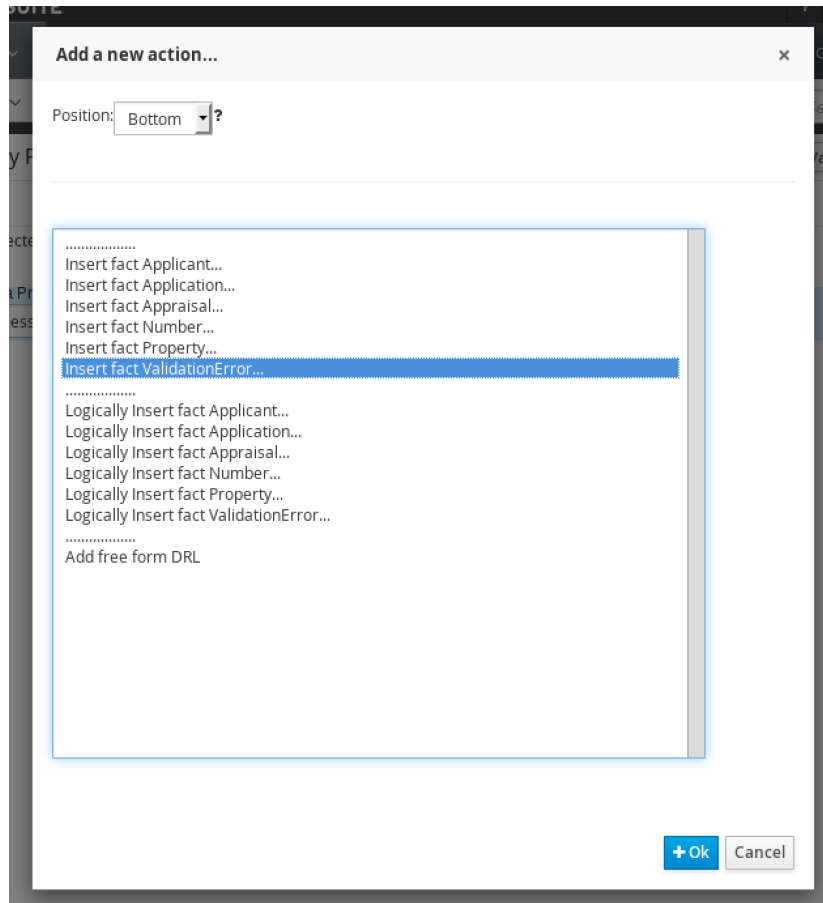 SUITE
Add a new action...
×
Position: Bottom ?
..................
Insert fact Applicant...
Insert fact Application...
Insert fact Appraisal...
Insert fact Number...
Insert fact Property...
Insert fact ValidationError...
..................
Logically Insert fact Applicant...
Logically Insert fact Application...
Logically Insert fact Appraisal...
Logically Insert fact Number...
Logically Insert fact Property...
Logically Insert fact ValidationError...
..................
Add free form DRL
+ Ok Cancel